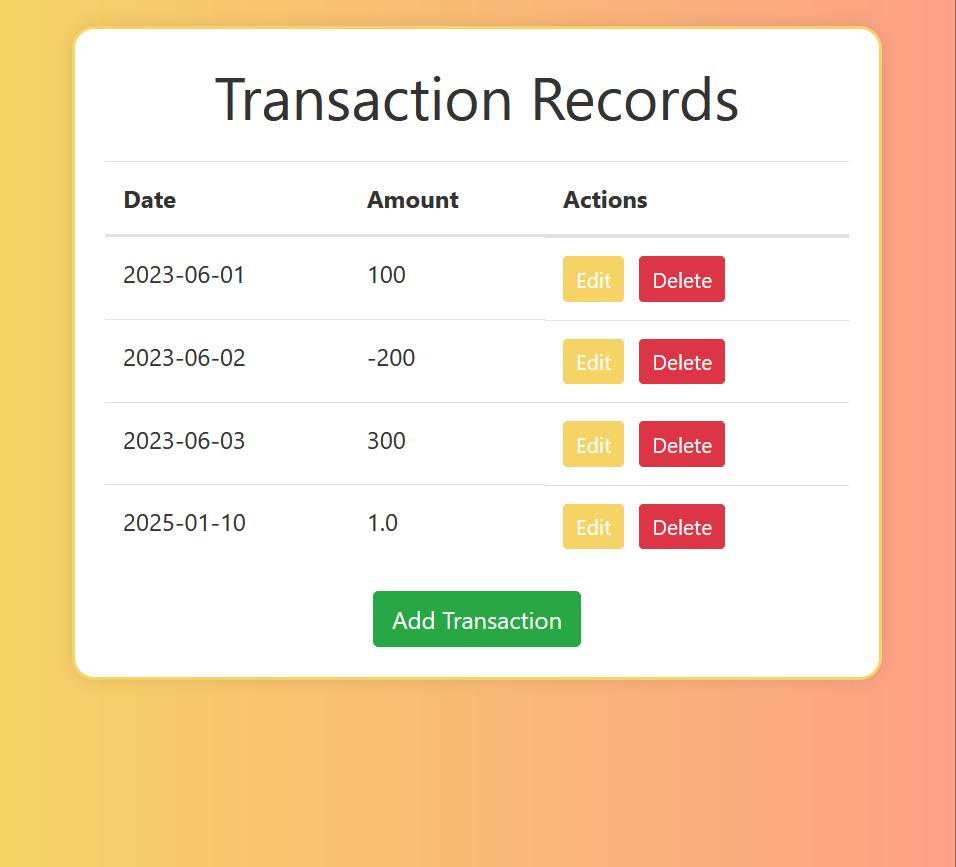 Transaction Records
Date Amount Actions
2023-06-01 100 Edit Delete
2023-06-02 -200 Edit Delete
2023-06-03 300 Edit Delete
2025-01-10 1.0 Edit Delete
Add Transaction